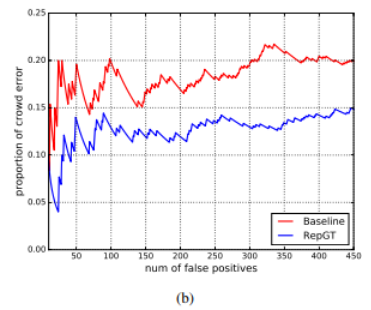 0.25
0.20
0.15
0.10
0.05
0.00
proportion of crowd error
50 100 150 200 250 300 350 400 450
num of false positives
Baseline
RepGT
(b)